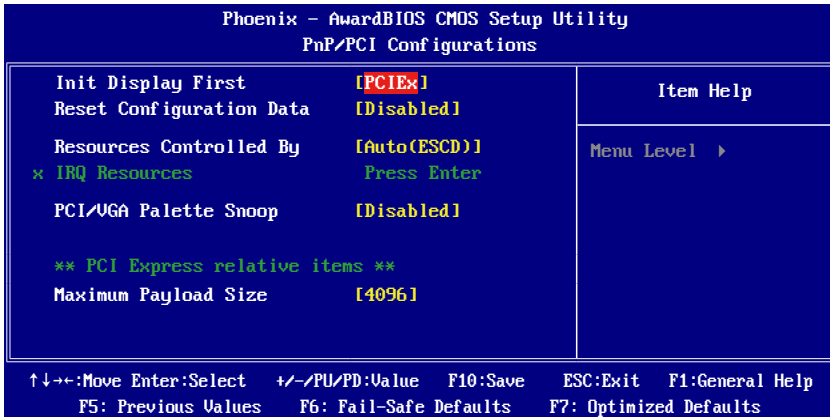 Phoenix - AwardBIOS CMOS Setup Utility
PnP/PCI Configurations
Init Display First [PCIEx]
Reset Configuration Data [Disabled]
Resources Controlled By [Auto(ESCD)]
x IRQ Resources Press Enter
PCI/VGA Palette Snoop [Disabled]
** PCI Express relative items **
Maximum Payload Size [4096]
Item Help
Menu Level ▸
↑↓→←:Move Enter:Select +/-/PU/PD:Value F10:Save ESC:Exit F1:General Help
F5: Previous Values F6: Fail-Safe Defaults F7: Optimized Defaults